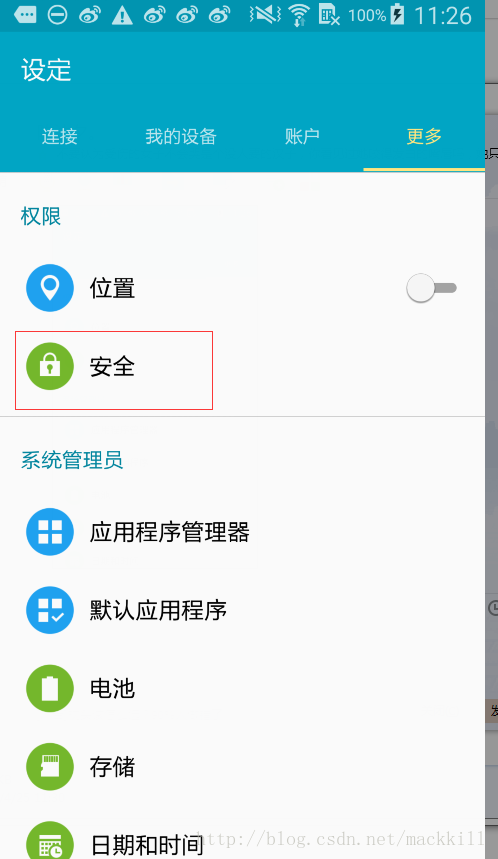 100% 11:26
设定
连接 我的设备 账户 更多
权限
位置
安全
系统管理员
应用程序管理器
默认应用程序
电池
存储
日期和时间
http://blog.csdn.net/mackkill